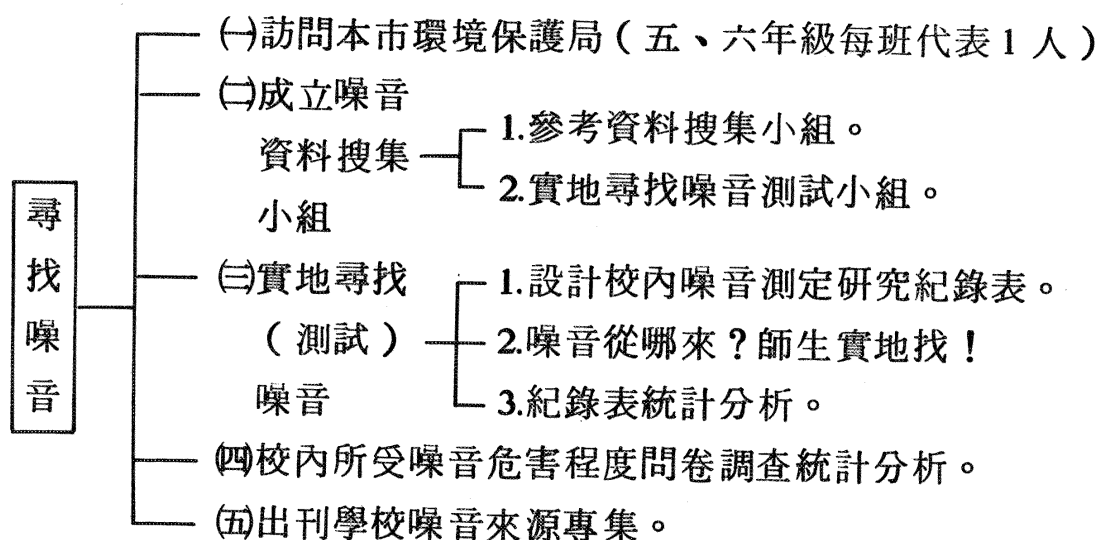 尋找噪音
㈠訪問本市環境保護局(五、六年級每班代表1人)
㈡成立噪音
資料搜集
小組
1.參考資料搜集小組。
2.實地尋找噪音測試小組。
㈢實地尋找
(測試)
噪音
1.設計校內噪音測定研究紀錄表。
2.噪音從哪來?師生實地找!
3.紀錄表統計分析。
㈣校內所受噪音危害程度問卷調查統計分析。
㈤出刊學校噪音來源專集。